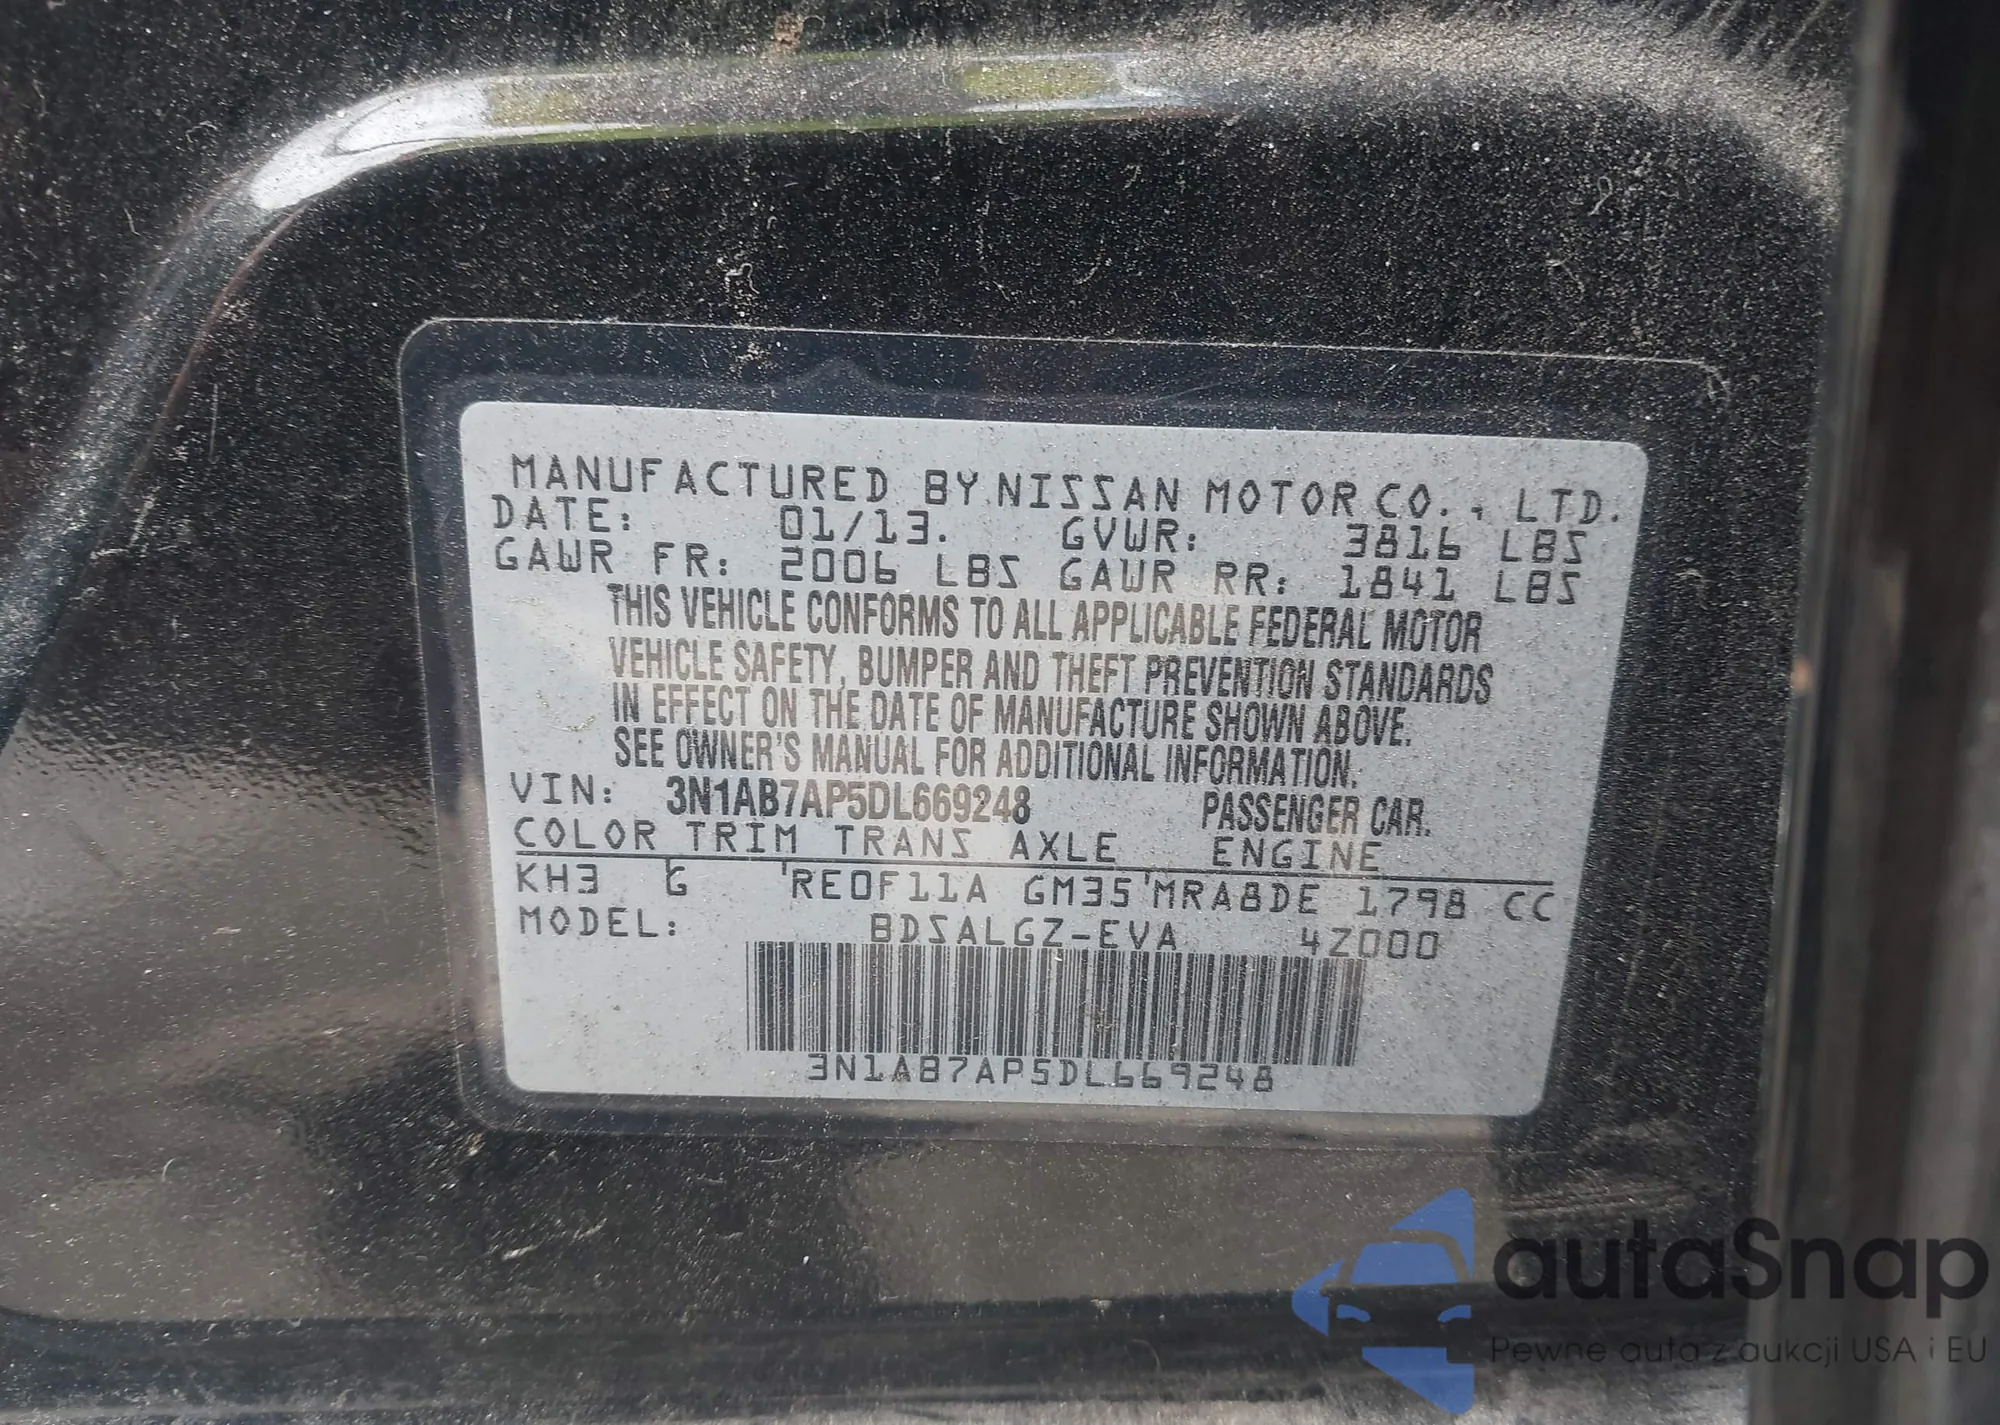 MANUFACTURED BY NISSAN MOTOR CO., LTD.
DATE: 01/13. GVWR: 3816 LBS
GAWR FR: 2006 LBS GAWR RR: 1841 LBS
THIS VEHICLE CONFORMS TO ALL APPLICABLE FEDERAL MOTOR
VEHICLE SAFETY, BUMPER AND THEFT PREVENTION STANDARDS
IN EFFECT ON THE DATE OF MANUFACTURE SHOWN ABOVE.
SEE OWNER'S MANUAL FOR ADDITIONAL INFORMATION.
VIN: 3N1AB7AP5DL669248 PASSENGER CAR.
COLOR TRIM TRANS AXLE ENGINE
KH3 G 'RE0F11A GM35'MRA8DE 1798 CC
MODEL: BDSALGZ-EVA 4Z000
3N1AB7AP5DL669248
autaSnap
Pewne auta z aukcji USA i EU